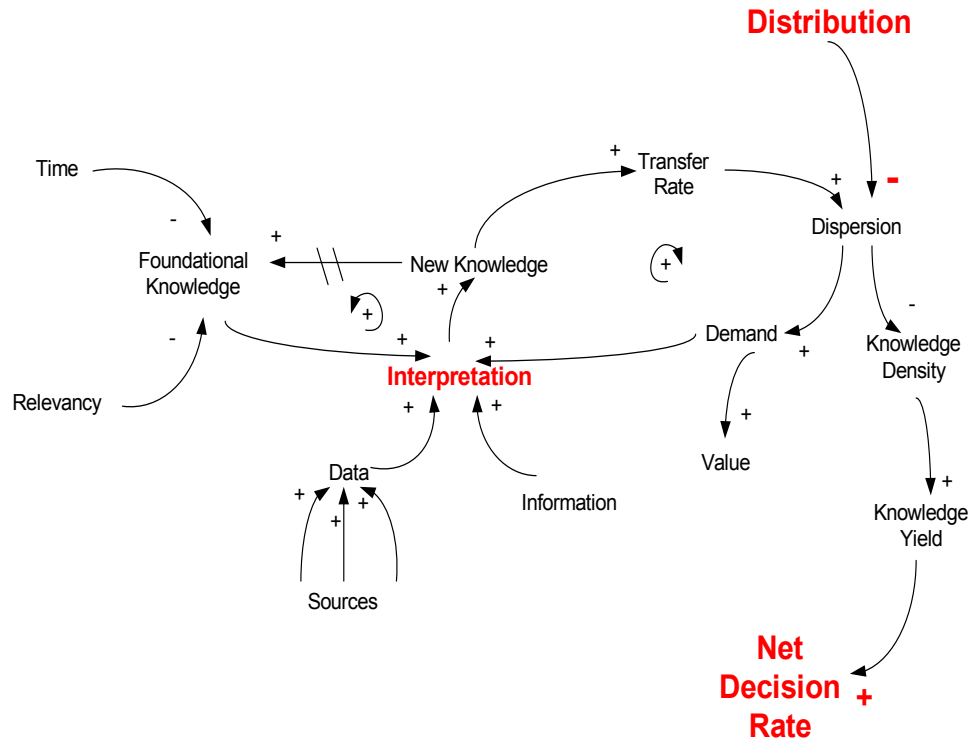 Distribution
+
Transfer
Rate
Time
+
-
-
Dispersion
+
Foundational
Knowledge
New Knowledge
+
+
-
+
-
+
+
Demand
+
Knowledge
Density
Interpretation
Relevancy
+
+
+
Value
Data
+
+
+
Information
+
Knowledge
Yield
Sources
Net
Decision
Rate
+